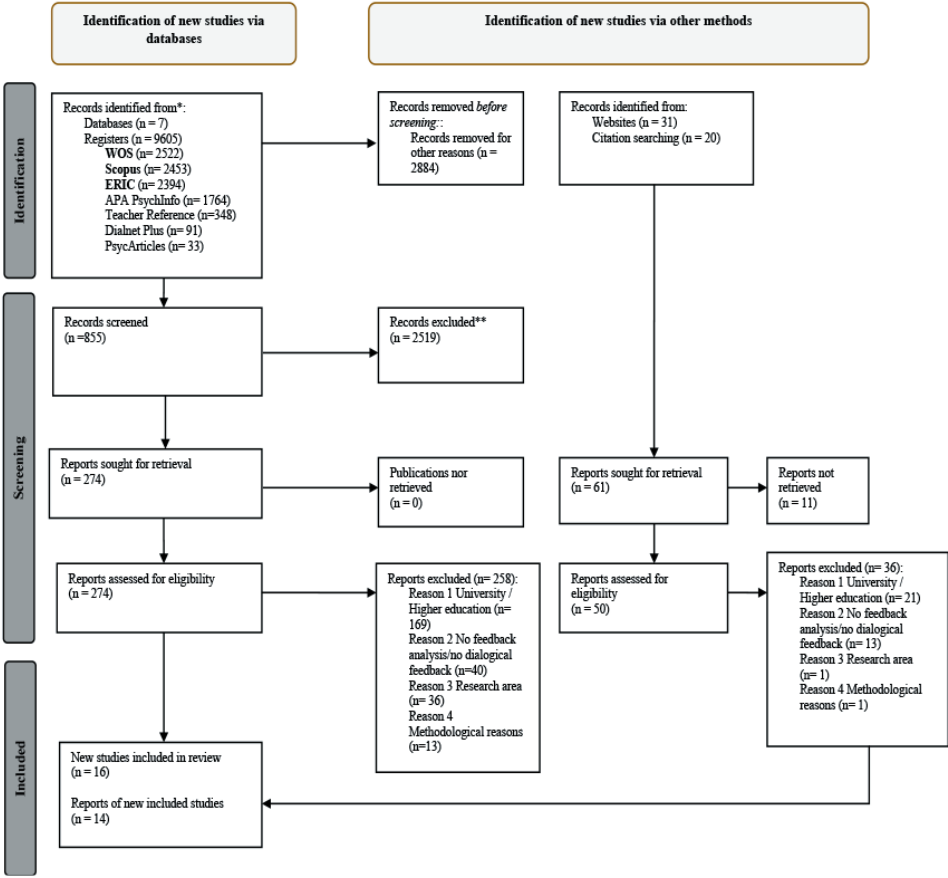 Identification of new studies via
databases
Identification of new studies via other methods
Identification
Records identified from*:
Databases (n = 7)
Registers (n = 9605)
WOS (n= 2522)
Scopus (n= 2453)
ERIC (n= 2394)
APA PsychInfo (n= 1764)
Teacher Reference (n=348)
Dialnet Plus (n= 91)
PsycArticles (n= 33)
Records removed before
screening::
Records removed for
other reasons (n =
2884)
Records identified from:
Websites (n = 31)
Citation searching (n = 20)
Screening
Records screened
(n =855)
Records excluded**
(n = 2519)
Reports sought for retrieval
(n = 274)
Publications nor
retrieved
(n = 0)
Reports sought for retrieval
(n = 61)
Reports not
retrieved
(n = 11)
Reports assessed for eligibility
(n = 274)
Reports excluded (n= 258):
Reason 1 University /
Higher education (n=
169)
Reason 2 No feedback
analysis/no dialogical
feedback (n=40)
Reason 3 Research area
(n= 36)
Reason 4
Methodological reasons
(n=13)
Reports assessed for
eligibility
(n = 50)
Reports excluded (n= 36):
Reason 1 University /
Higher education (n= 21)
Reason 2 No feedback
analysis/no dialogical
feedback (n= 13)
Reason 3 Research area
(n= 1)
Reason 4 Methodological
reasons (n= 1)
Included
New studies included in review
(n = 16)
Reports of new included studies
(n = 14)